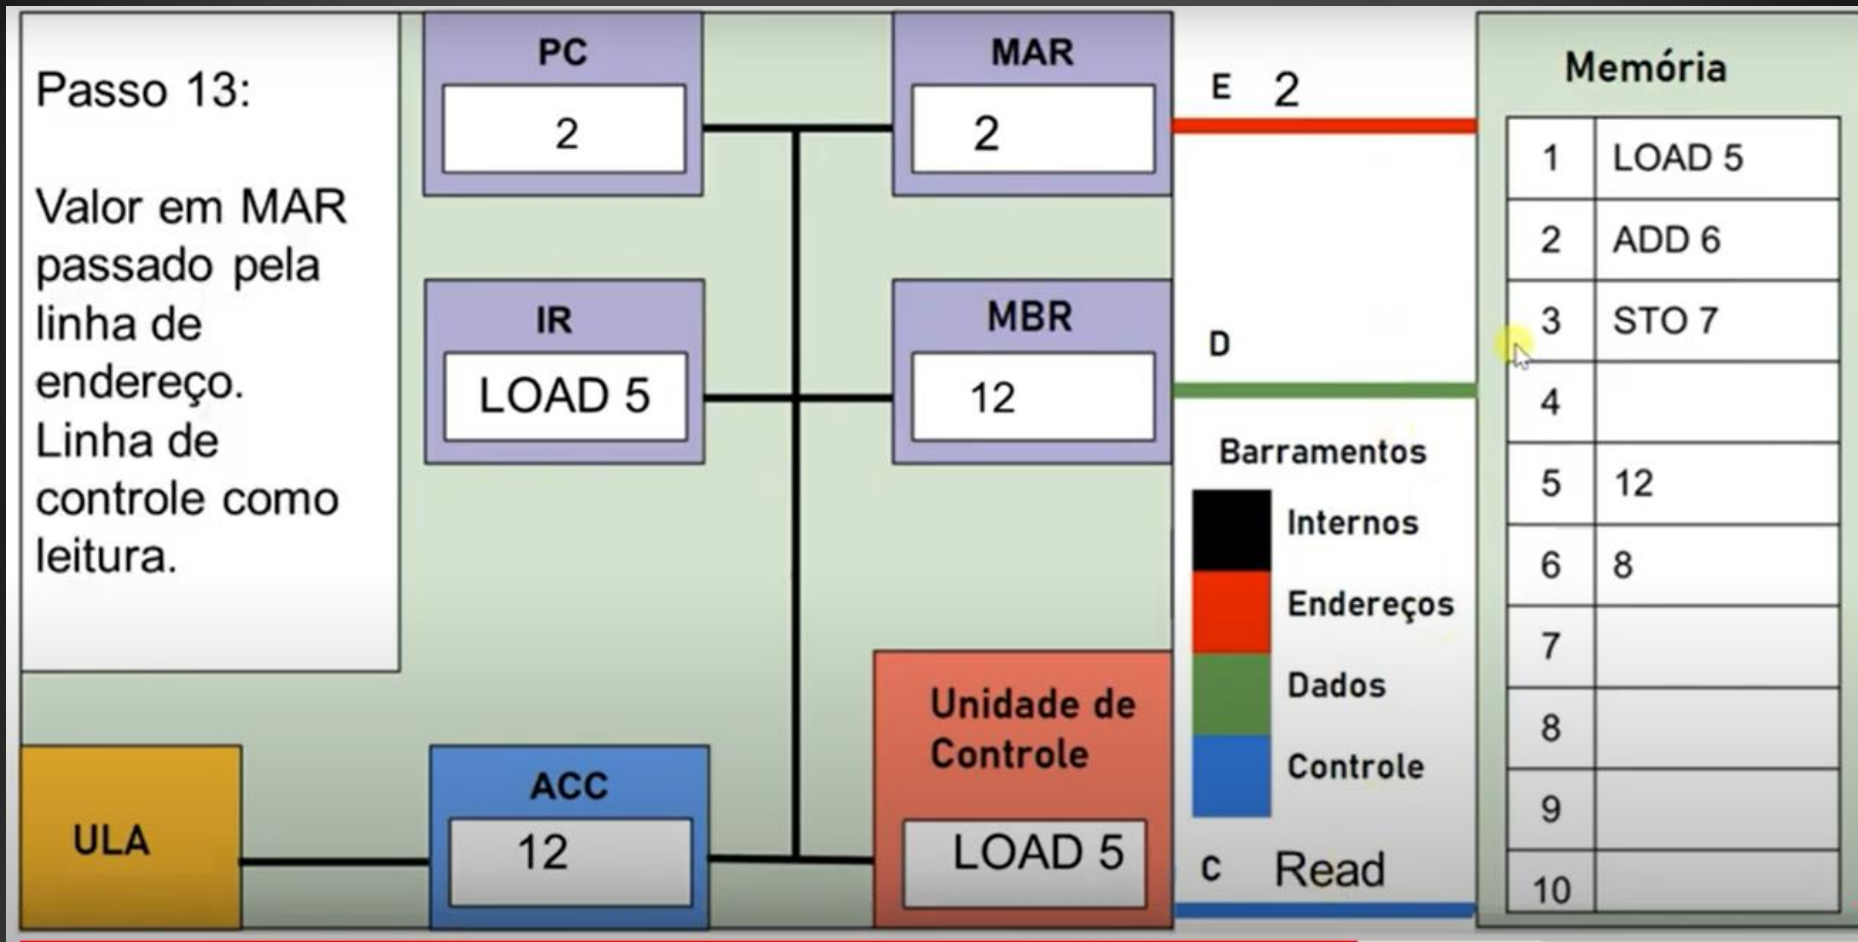 Passo 13:
Valor em MAR
passado pela
linha de
endereço.
Linha de
controle como
leitura.
PC
2
MAR
2
IR
LOAD 5
MBR
12
ULA
ACC
12
Unidade de
Controle
LOAD 5
E 2
D
Barramentos
Internos
Endereços
Dados
Controle
C Read
Memória
1 LOAD 5
2 ADD 6
3 STO 7
4
5 12
6 8
7
8
9
10